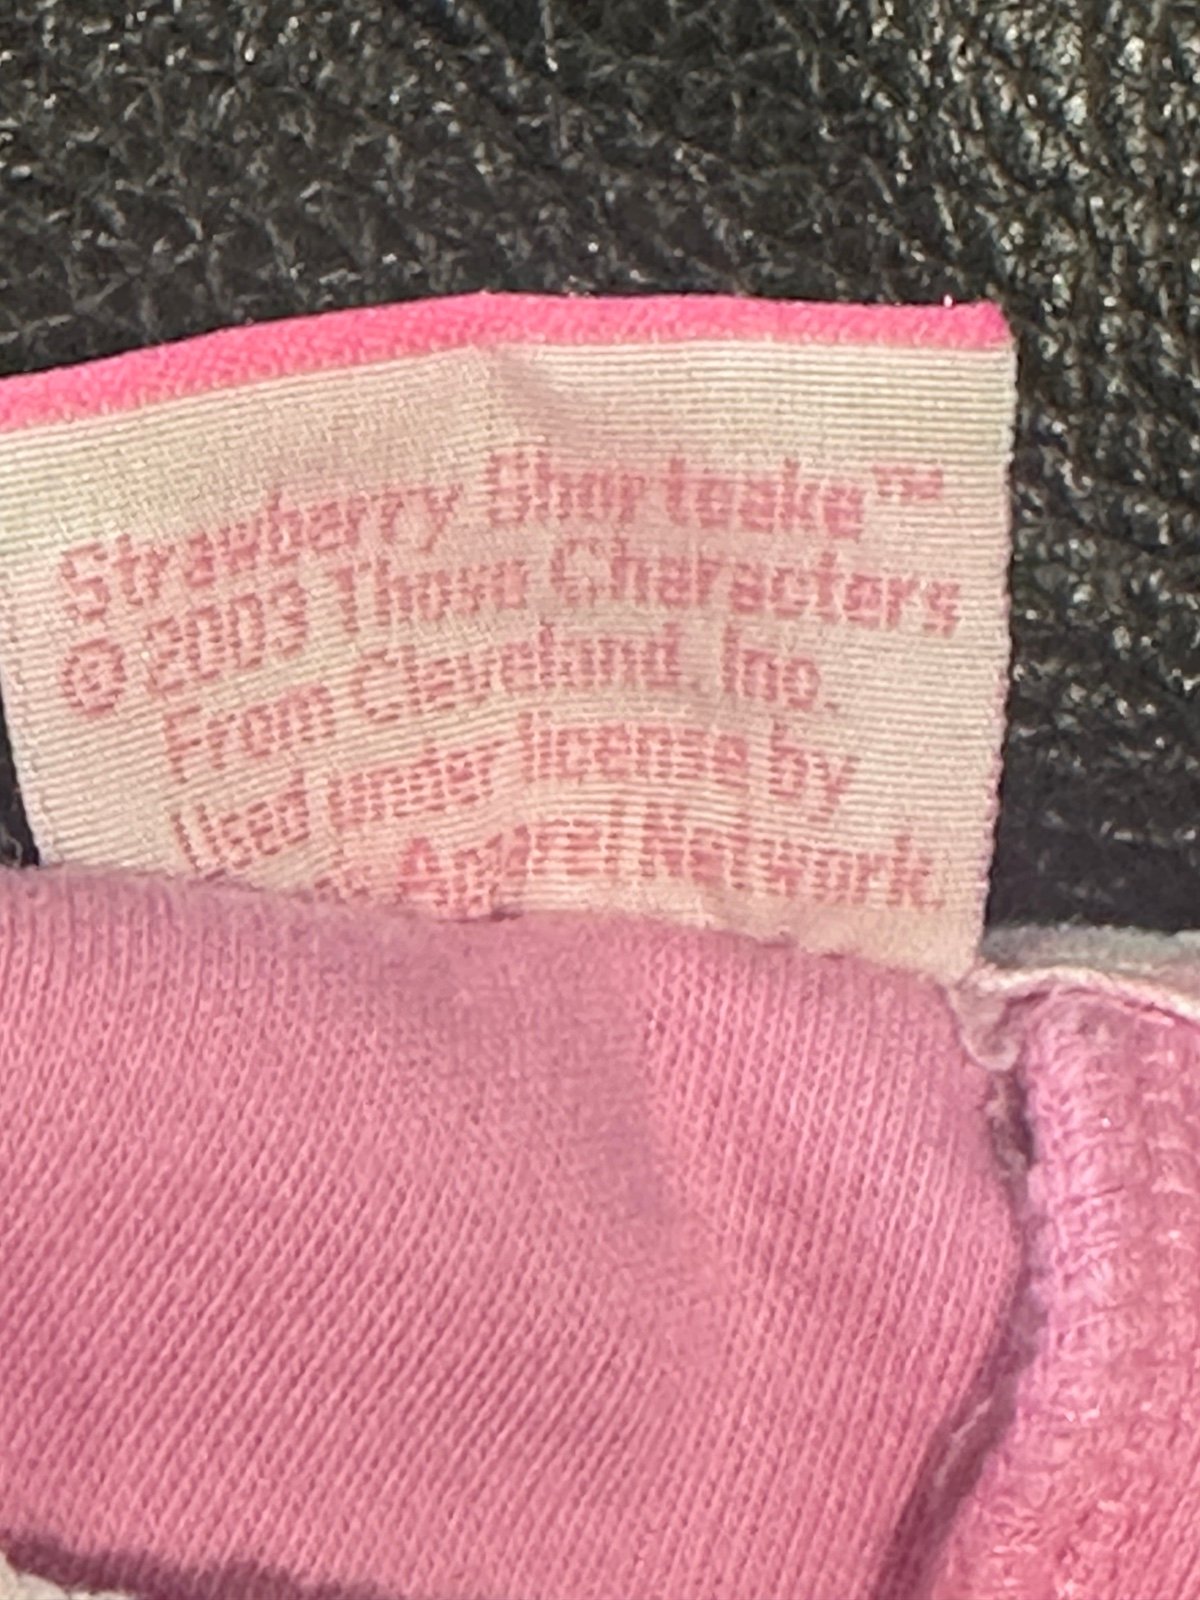 Strawberry Shortcake™
© 2003 Those Characters
From Cleveland, Inc.
Used under license by
Apparel Network.